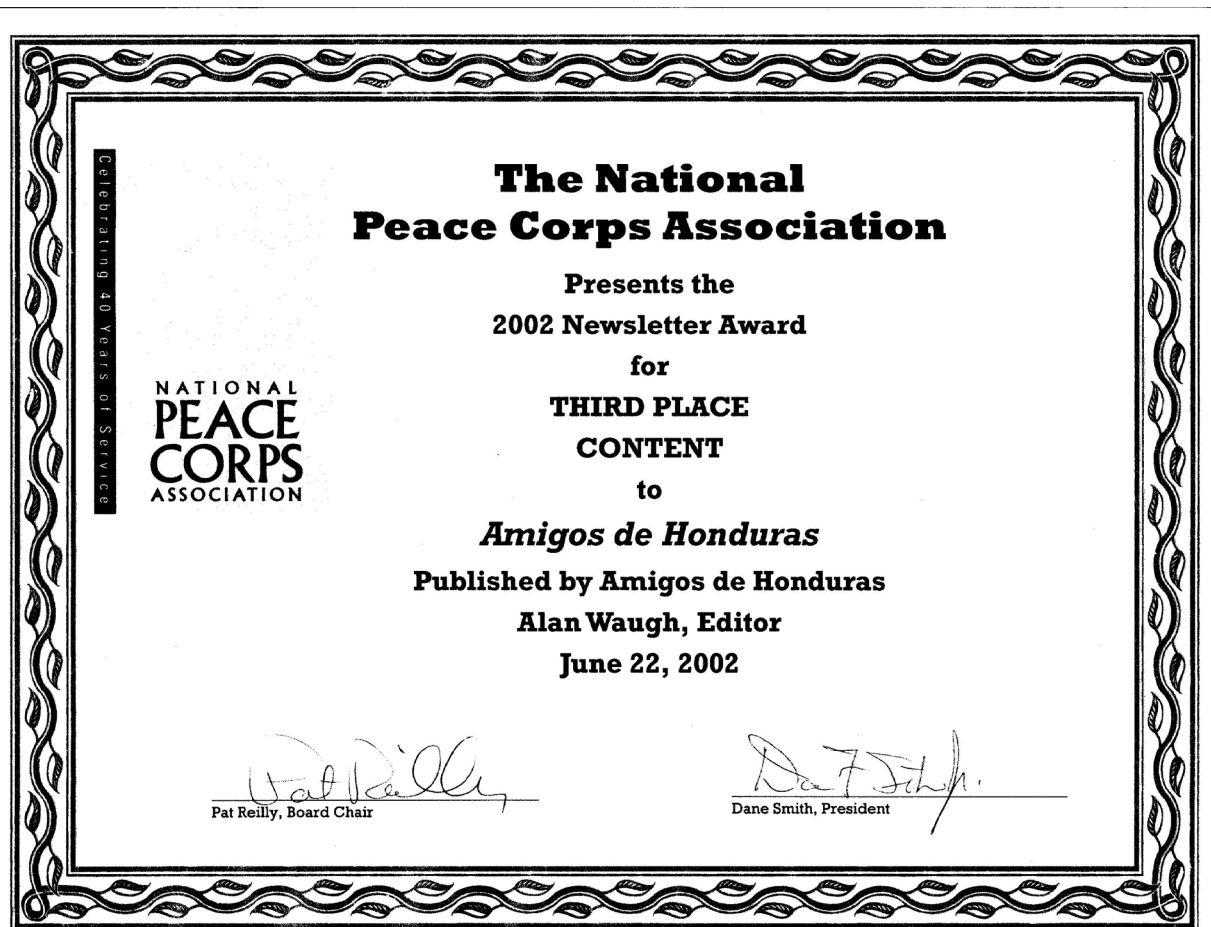 Celebrating 40 Years of Service
NATIONAL
PEACE
CORPS
ASSOCIATION
The National
Peace Corps Association
Presents the
2002 Newsletter Award
for
THIRD PLACE
CONTENT
to
Amigos de Honduras
Published by Amigos de Honduras
Alan Waugh, Editor
June 22, 2002
Pat Reilly
Pat Reilly, Board Chair
Dane Smith, President